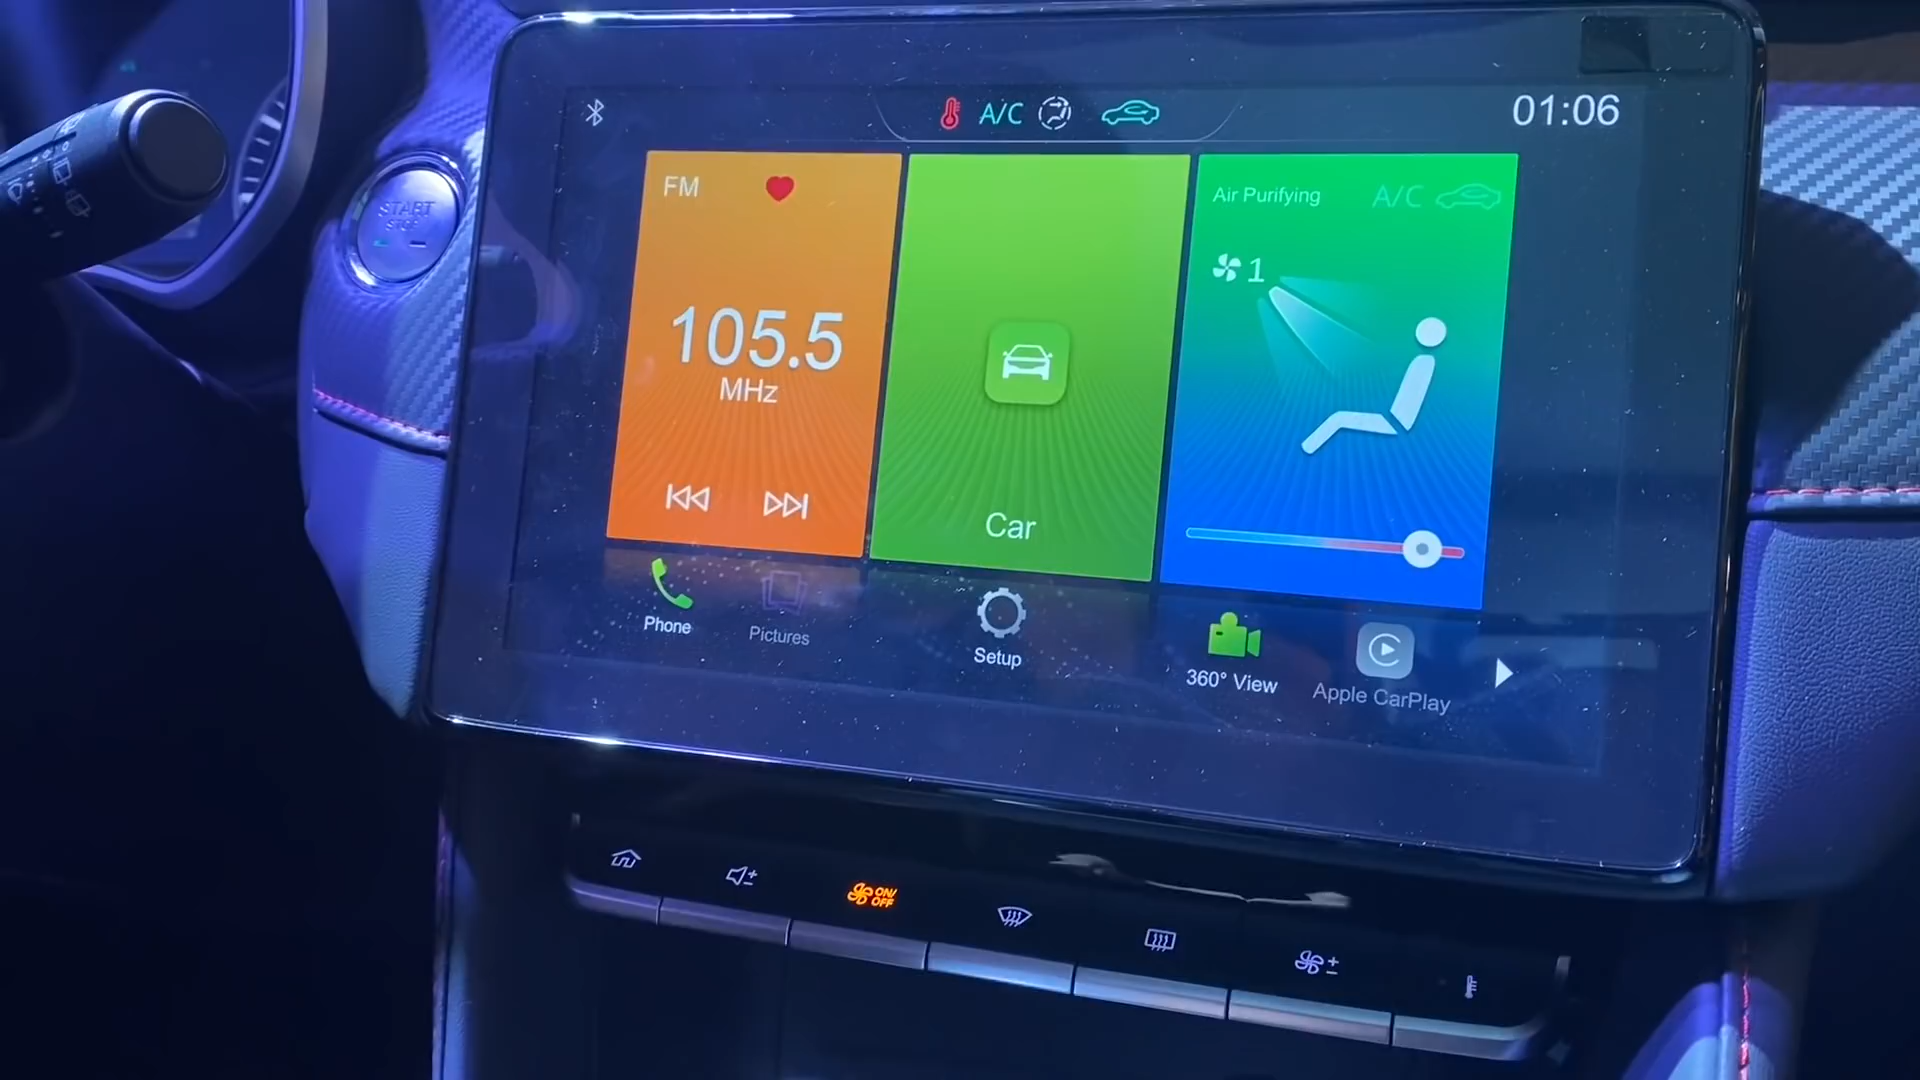 A/C
01:06
FM
Air Purifying A/C
START
STOP
1
105.5
MHz
Car
Phone
Pictures
Setup
360° View
Apple CarPlay
ON/
OFF